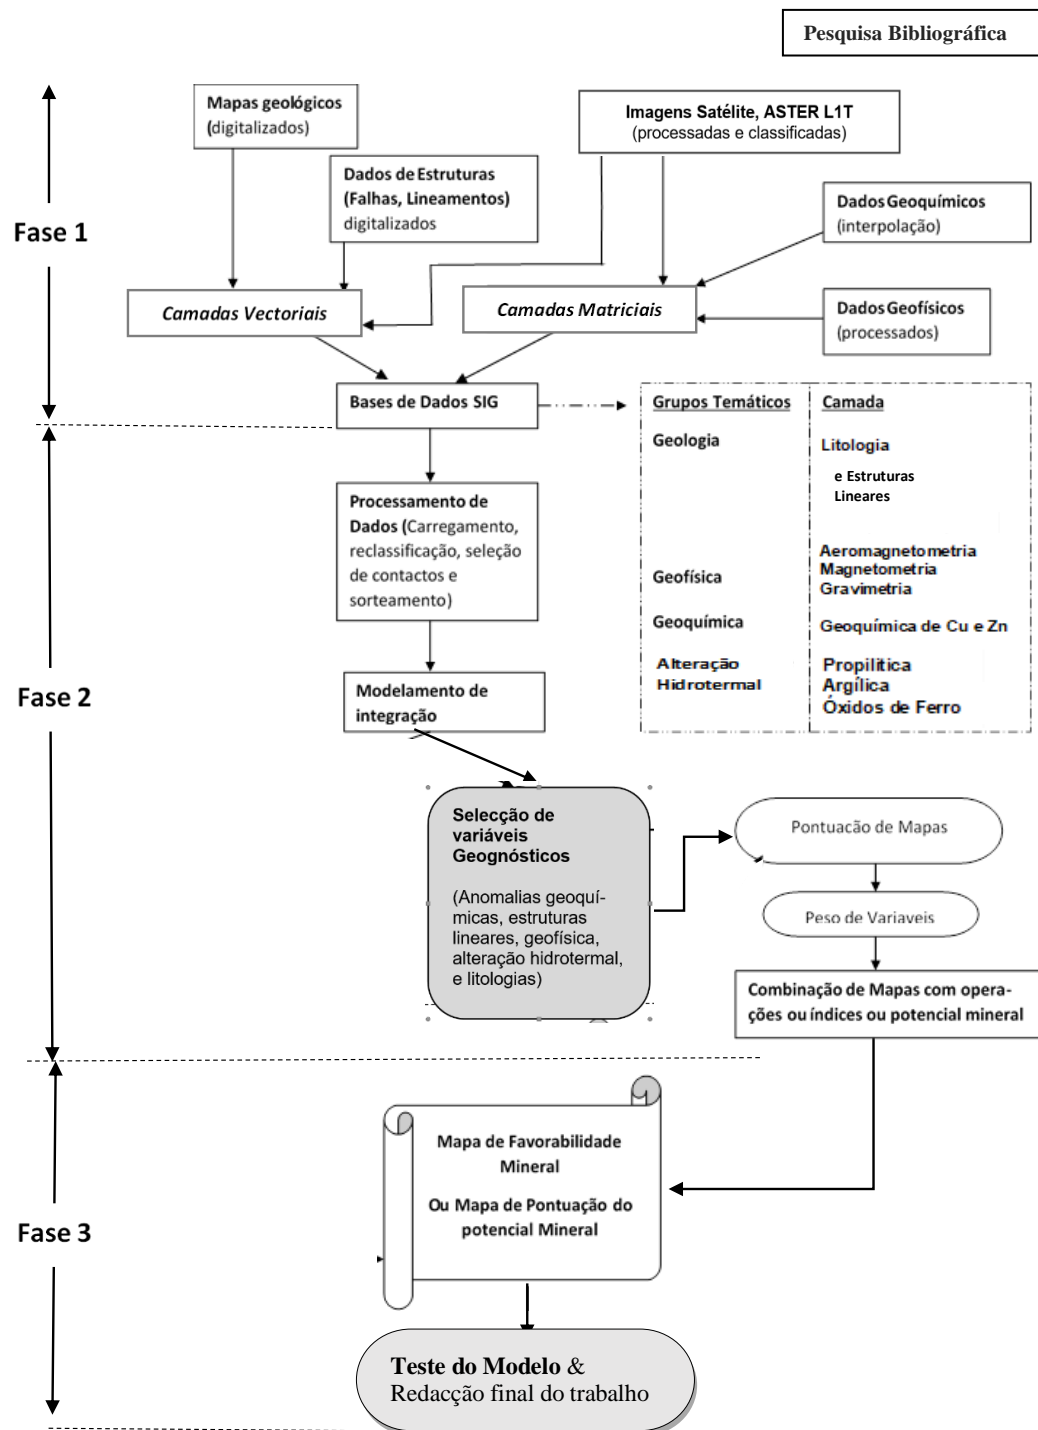 Pesquisa Bibliográfica
Mapas geológicos
(digitalizados)
Imagens Satélite, ASTER L1T
(processadas e classificadas)
Dados de Estruturas
(Falhas, Lineamentos)
digitalizados
Dados Geoquímicos
(interpolação)
Fase 1
Camadas Vectoriais
Camadas Matriciais
Dados Geofísicos
(processados)
Bases de Dados SIG
Grupos Temáticos
Camada
Geologia
Litologia
e Estruturas
Lineares
Aeromagnetometria
Magnetometria
Gravimetria
Geofísica
Geoquímica
Geoquímica de Cu e Zn
Alteração
Hidrotermal
Propilitica
Argílica
Óxidos de Ferro
Processamento de
Dados (Carregamento,
reclassificação, seleção
de contactos e
sorteamento)
Fase 2
Modelamento de
integração
Selecção de
variáveis
Geognósticos
(Anomalias geoquí-
micas, estruturas
lineares, geofísica,
alteração hidrotermal,
e litologias)
Pontuacão de Mapas
Peso de Variaveis
Combinação de Mapas com opera-
ções ou índices ou potencial mineral
Fase 3
Mapa de Favorabilidade
Mineral
Ou Mapa de Pontuação do
potencial Mineral
Teste do Modelo &
Redacção final do trabalho